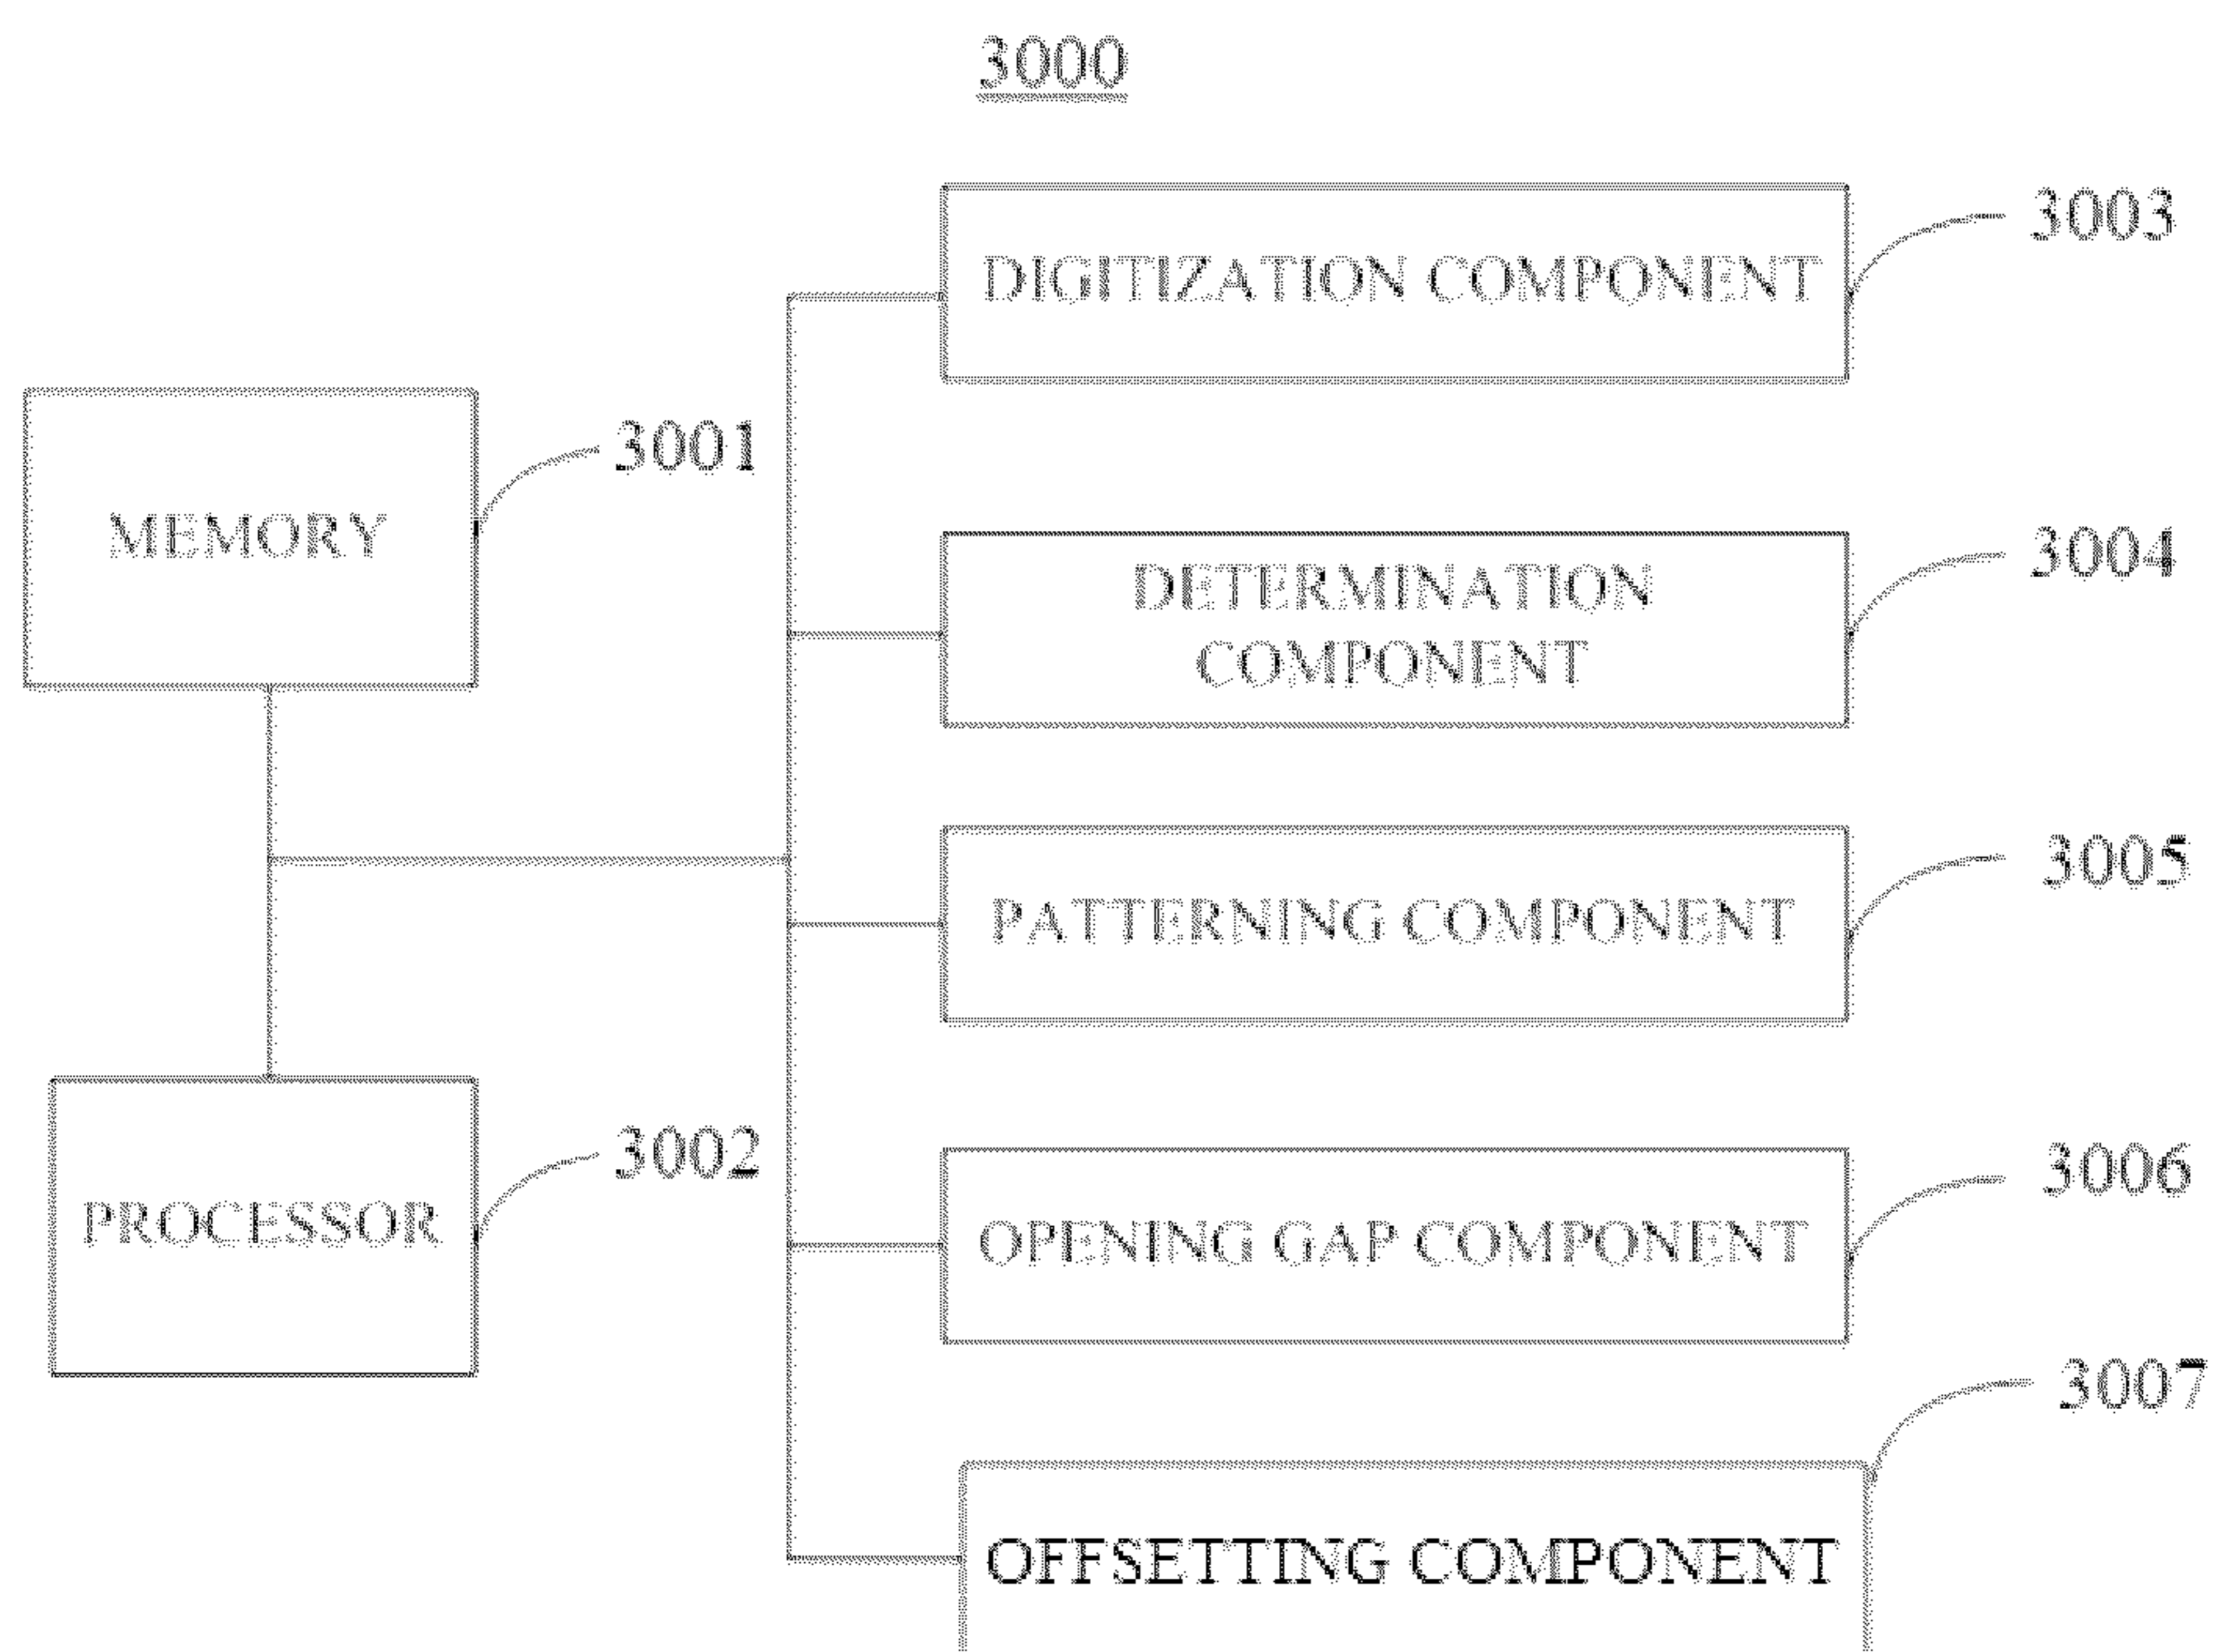 3000
DIGITIZATION COMPONENT
3003
MEMORY
3001
DETERMINATION
COMPONENT
3004
PATTERNING COMPONENT
3005
PROCESSOR
3002
OPENING GAP COMPONENT
3006
OFFSETTING COMPONENT
3007